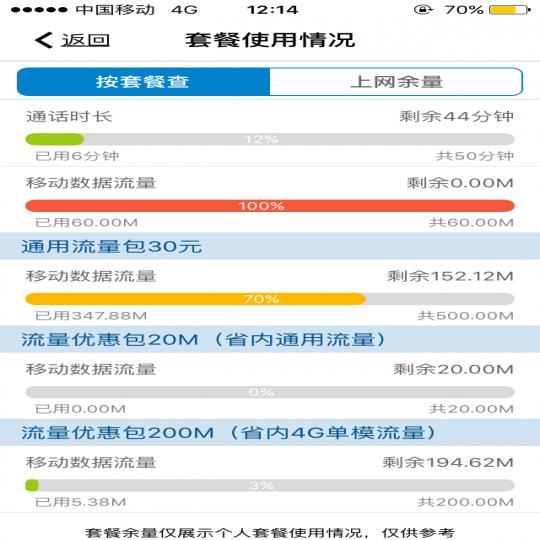 中国移动 4G 12:14 70%
返回 套餐使用情况
按套餐查 上网余量
通话时长 剩余44分钟
12%
已用6分钟 共50分钟
移动数据流量 剩余0.00M
100%
已用60.00M 共60.00M
通用流量包30元
移动数据流量 剩余152.12M
70%
已用347.88M 共500.00M
流量优惠包20M（省内通用流量）
移动数据流量 剩余20.00M
0%
已用0.00M 共20.00M
流量优惠包200M（省内4G单模流量）
移动数据流量 剩余194.62M
3%
已用5.38M 共200.00M
套餐余量仅展示个人套餐使用情况，仅供参考